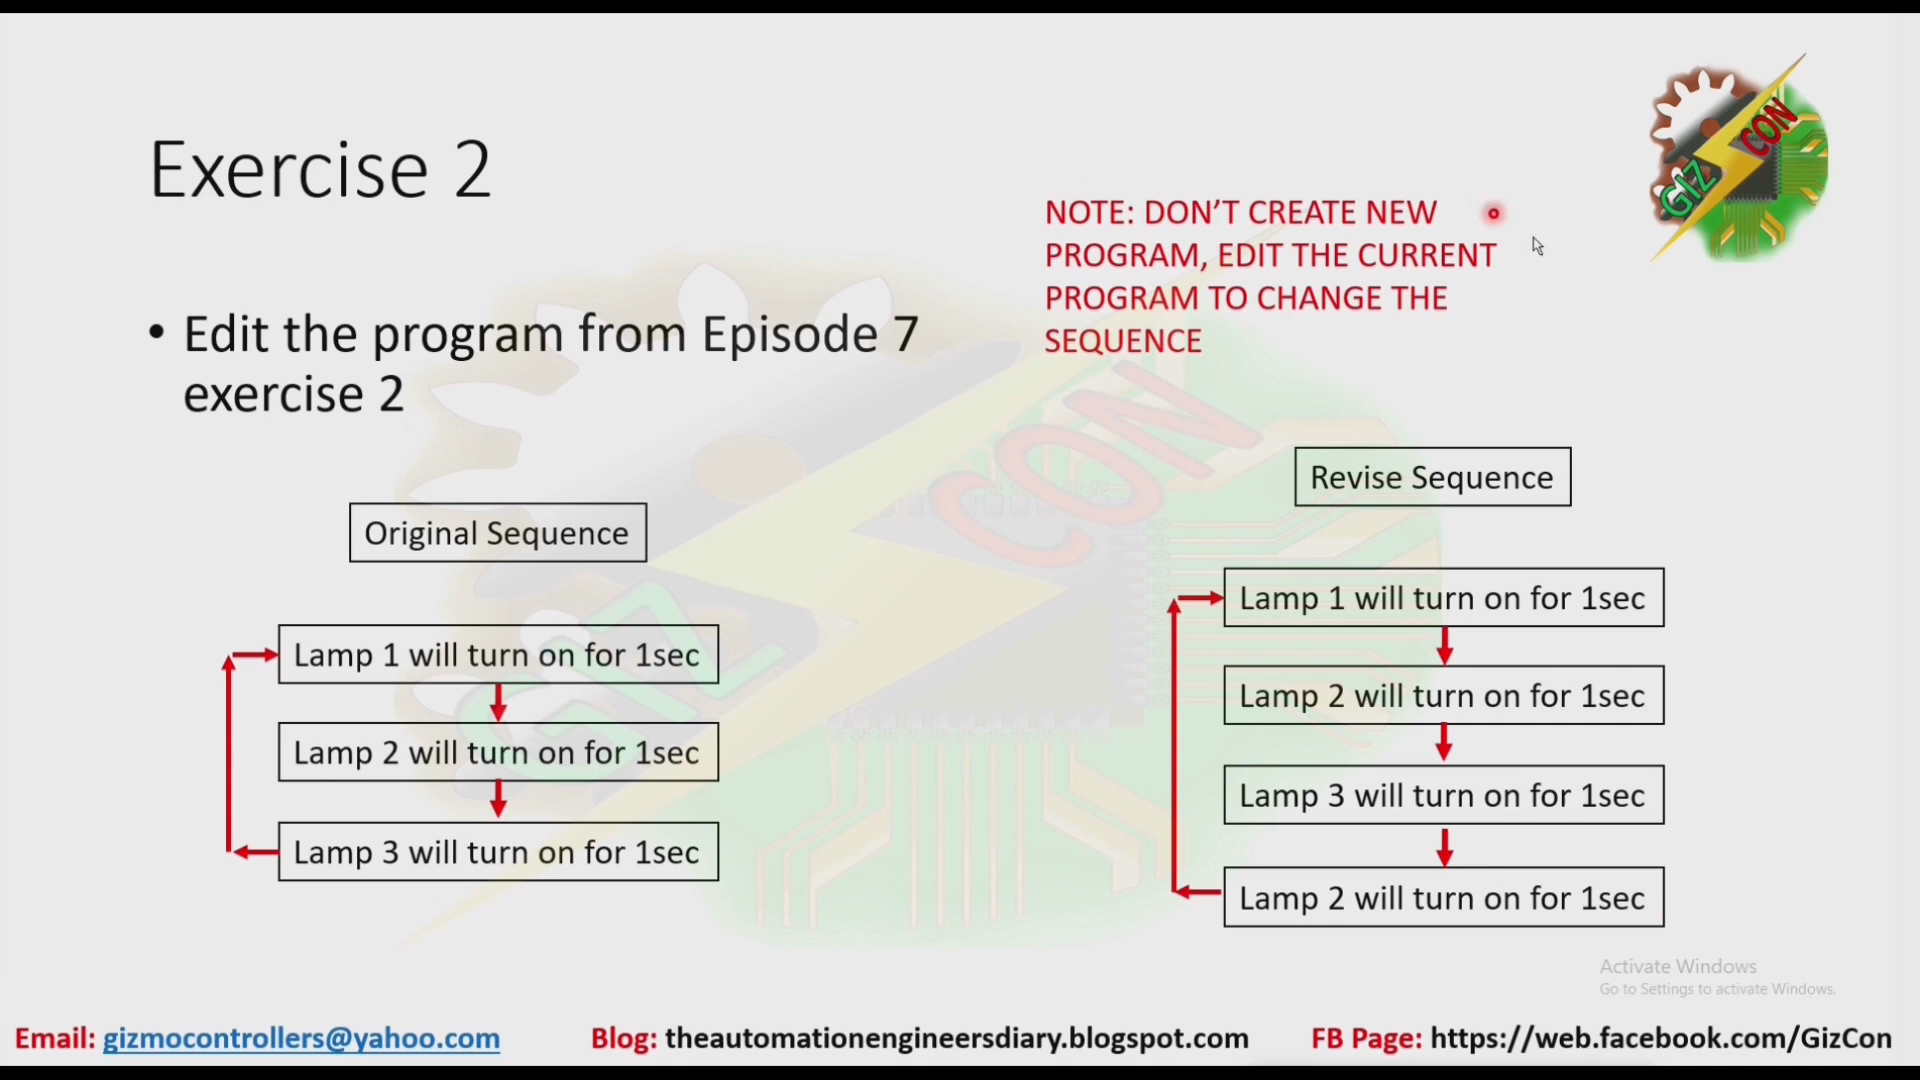 GIZ CON
Exercise 2
NOTE: DON'T CREATE NEW
PROGRAM, EDIT THE CURRENT
PROGRAM TO CHANGE THE
SEQUENCE
• Edit the program from Episode 7
exercise 2
GIZ CON
Original Sequence
Lamp 1 will turn on for 1sec
Lamp 2 will turn on for 1sec
Lamp 3 will turn on for 1sec
Revise Sequence
Lamp 1 will turn on for 1sec
Lamp 2 will turn on for 1sec
Lamp 3 will turn on for 1sec
Lamp 2 will turn on for 1sec
Activate Windows
Go to Settings to activate Windows.
Email: gizmocontrollers@yahoo.com Blog: theautomationengineersdiary.blogspot.com FB Page: https://web.facebook.com/GizCon